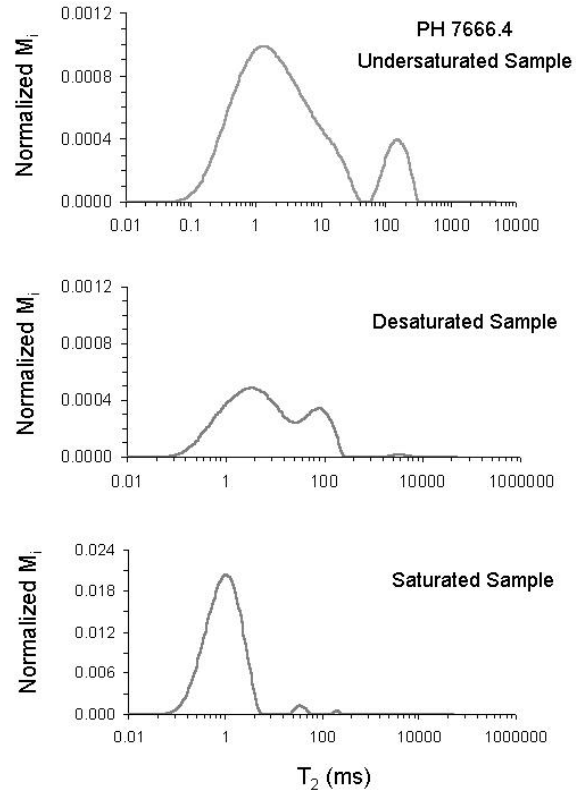 PH 7666.4
Undersaturated Sample
Normalized Mi
0.0012
0.0008
0.0004
0.0000
0.01 0.1 1 10 100 1000 10000
Desaturated Sample
Normalized Mi
0.0012
0.0008
0.0004
0.0000
0.01 1 100 10000 1000000
Saturated Sample
Normalized Mi
0.024
0.018
0.012
0.006
0.000
0.01 1 100 10000 1000000
T2 (ms)